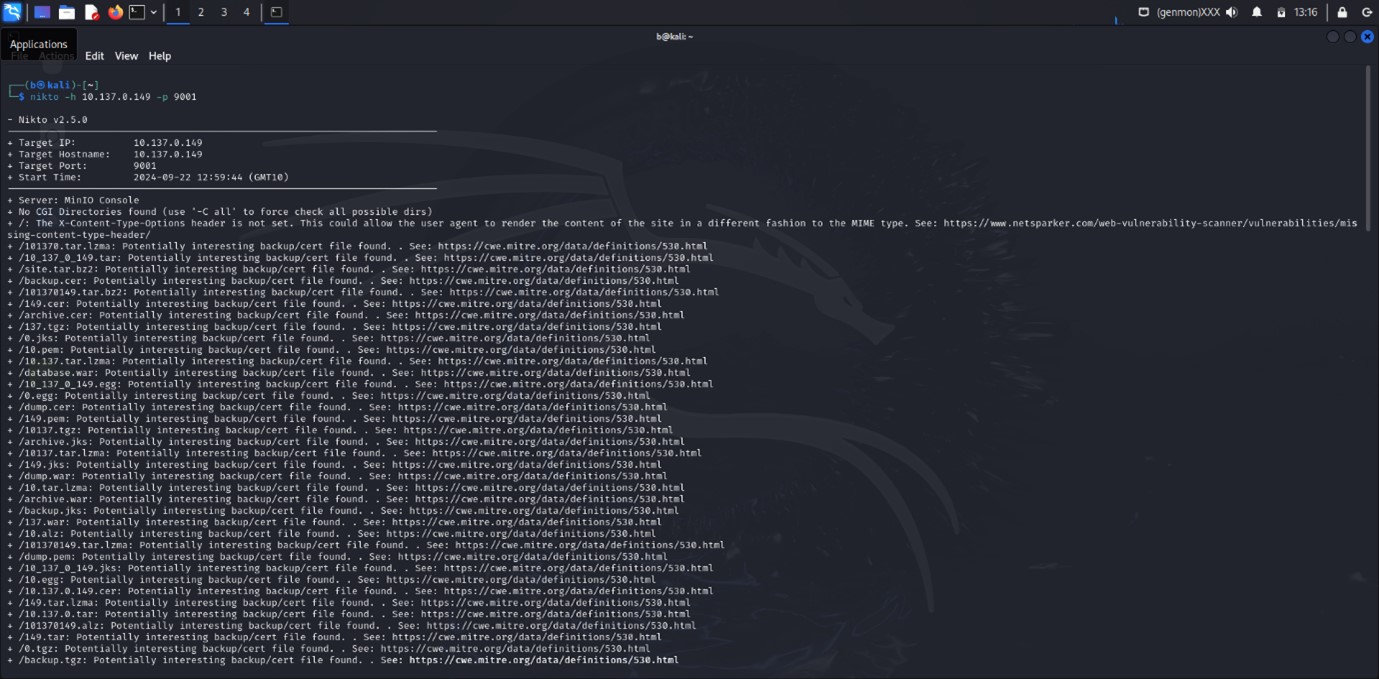 1 2 3 4 (genmon)XXX 13:16
Applications b@kali: ~
File Actions Edit View Help
(b㉿kali)-[~]
$ nikto -h 10.137.0.149 -p 9001
- Nikto v2.5.0
+ Target IP: 10.137.0.149
+ Target Hostname: 10.137.0.149
+ Target Port: 9001
+ Start Time: 2024-09-22 12:59:44 (GMT10)
+ Server: MinIO Console
+ No CGI Directories found (use '-C all' to force check all possible dirs)
+ /: The X-Content-Type-Options header is not set. This could allow the user agent to render the content of the site in a different fashion to the MIME type. See: https://www.netsparker.com/web-vulnerability-scanner/vulnerabilities/mis
sing-content-type-header/
+ /101370.tar.lzma: Potentially interesting backup/cert file found. . See: https://cwe.mitre.org/data/definitions/530.html
+ /10_137_0_149.tar: Potentially interesting backup/cert file found. . See: https://cwe.mitre.org/data/definitions/530.html
+ /site.tar.bz2: Potentially interesting backup/cert file found. . See: https://cwe.mitre.org/data/definitions/530.html
+ /backup.cer: Potentially interesting backup/cert file found. . See: https://cwe.mitre.org/data/definitions/530.html
+ /101370149.tar.bz2: Potentially interesting backup/cert file found. . See: https://cwe.mitre.org/data/definitions/530.html
+ /149.cer: Potentially interesting backup/cert file found. . See: https://cwe.mitre.org/data/definitions/530.html
+ /archive.cer: Potentially interesting backup/cert file found. . See: https://cwe.mitre.org/data/definitions/530.html
+ /137.tgz: Potentially interesting backup/cert file found. . See: https://cwe.mitre.org/data/definitions/530.html
+ /0.jks: Potentially interesting backup/cert file found. . See: https://cwe.mitre.org/data/definitions/530.html
+ /10.pem: Potentially interesting backup/cert file found. . See: https://cwe.mitre.org/data/definitions/530.html
+ /10.137.tar.lzma: Potentially interesting backup/cert file found. . See: https://cwe.mitre.org/data/definitions/530.html
+ /database.war: Potentially interesting backup/cert file found. . See: https://cwe.mitre.org/data/definitions/530.html
+ /10_137_0_149.egg: Potentially interesting backup/cert file found. . See: https://cwe.mitre.org/data/definitions/530.html
+ /0.egg: Potentially interesting backup/cert file found. . See: https://cwe.mitre.org/data/definitions/530.html
+ /dump.cer: Potentially interesting backup/cert file found. . See: https://cwe.mitre.org/data/definitions/530.html
+ /149.pem: Potentially interesting backup/cert file found. . See: https://cwe.mitre.org/data/definitions/530.html
+ /10137.tgz: Potentially interesting backup/cert file found. . See: https://cwe.mitre.org/data/definitions/530.html
+ /archive.jks: Potentially interesting backup/cert file found. . See: https://cwe.mitre.org/data/definitions/530.html
+ /10137.tar.lzma: Potentially interesting backup/cert file found. . See: https://cwe.mitre.org/data/definitions/530.html
+ /149.jks: Potentially interesting backup/cert file found. . See: https://cwe.mitre.org/data/definitions/530.html
+ /dump.war: Potentially interesting backup/cert file found. . See: https://cwe.mitre.org/data/definitions/530.html
+ /10.tar.lzma: Potentially interesting backup/cert file found. . See: https://cwe.mitre.org/data/definitions/530.html
+ /archive.war: Potentially interesting backup/cert file found. . See: https://cwe.mitre.org/data/definitions/530.html
+ /backup.jks: Potentially interesting backup/cert file found. . See: https://cwe.mitre.org/data/definitions/530.html
+ /137.war: Potentially interesting backup/cert file found. . See: https://cwe.mitre.org/data/definitions/530.html
+ /10.alz: Potentially interesting backup/cert file found. . See: https://cwe.mitre.org/data/definitions/530.html
+ /101370149.tar.lzma: Potentially interesting backup/cert file found. . See: https://cwe.mitre.org/data/definitions/530.html
+ /dump.pem: Potentially interesting backup/cert file found. . See: https://cwe.mitre.org/data/definitions/530.html
+ /10_137_0_149.jks: Potentially interesting backup/cert file found. . See: https://cwe.mitre.org/data/definitions/530.html
+ /10.egg: Potentially interesting backup/cert file found. . See: https://cwe.mitre.org/data/definitions/530.html
+ /10.137.0.149.cer: Potentially interesting backup/cert file found. . See: https://cwe.mitre.org/data/definitions/530.html
+ /149.tar.lzma: Potentially interesting backup/cert file found. . See: https://cwe.mitre.org/data/definitions/530.html
+ /10.137.0.tar: Potentially interesting backup/cert file found. . See: https://cwe.mitre.org/data/definitions/530.html
+ /101370149.alz: Potentially interesting backup/cert file found. . See: https://cwe.mitre.org/data/definitions/530.html
+ /149.tar: Potentially interesting backup/cert file found. . See: https://cwe.mitre.org/data/definitions/530.html
+ /0.tgz: Potentially interesting backup/cert file found. . See: https://cwe.mitre.org/data/definitions/530.html
+ /backup.tgz: Potentially interesting backup/cert file found. . See: https://cwe.mitre.org/data/definitions/530.html